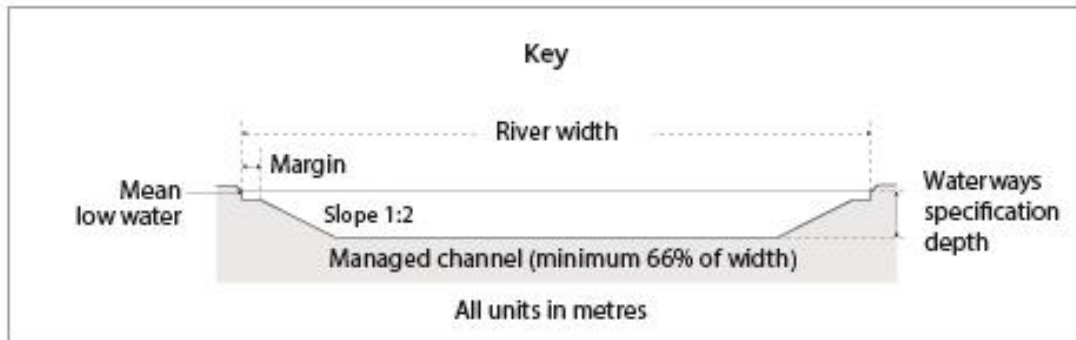 Key
River width
Margin
Mean
low water
Slope 1:2
Waterways
specification
depth
Managed channel (minimum 66% of width)
All units in metres